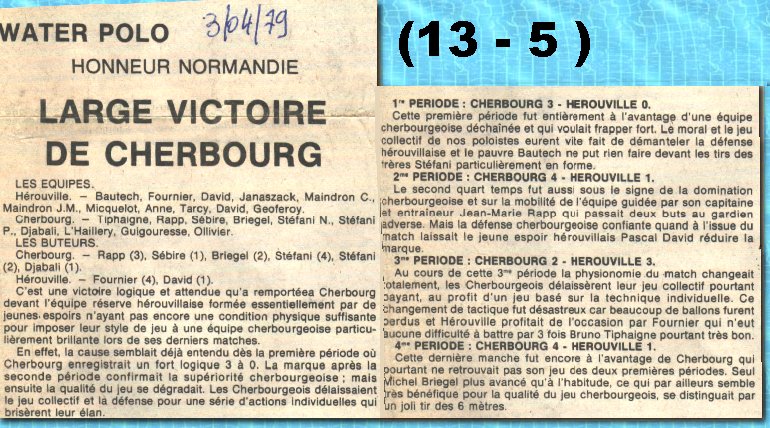 WATER POLO 3/04/79
HONNEUR NORMANDIE
LARGE VICTOIRE
DE CHERBOURG
LES EQUIPES.
Hérouville. – Bautech, Fournier, David, Janaszack, Maindron C.,
Maindron J.M., Micquelot, Anne, Tarcy, David, Geoferoy.
Cherbourg. – Tiphaigne, Rapp, Sébire, Briegel, Stéfani N., Stéfani
P., Djabali, L'Haillery, Guigouresse, Ollivier.
LES BUTEURS.
Cherbourg. – Rapp (3), Sébire (1), Briegel (2), Stéfani (4), Stéfani
(2), Djabali (1).
Hérouville. – Fournier (4), David (1).
C'est une victoire logique et attendue qu'a remportéea Cherbourg
devant l'équipe réserve hérouvillaise formée essentiellement par de
jeunes espoirs n'ayant pas encore une condition physique suffisante
pour imposer leur style de jeu à une équipe cherbourgeoise particu-
lièrement brillante lors de ses derniers matches.
En effet, la cause semblait déjà entendu dès la première période où
Cherbourg enregistrait un fort logique 3 à 0. La marque après la
seconde période confirmait la supériorité cherbourgeoise ; mais
ensuite la qualité du jeu se dégradait. Les Cherbourgeois délaissaient
le jeu collectif et la défense pour une série d'actions individuelles qui
brisèrent leur élan.
(13 - 5 )
1re PERIODE : CHERBOURG 3 - HEROUVILLE 0.
Cette première période fut entièrement à l'avantage d'une équipe
cherbourgeoise déchaînée et qui voulait frapper fort. Le moral et le jeu
collectif de nos poloistes eurent vite fait de démanteler la défense
hérouvillaise et le pauvre Bautech ne put rien faire devant les tirs des
frères Stéfani particulièrement en forme.
2me PERIODE : CHERBOURG 4 - HEROUVILLE 1.
Le second quart temps fut aussi sous le signe de la domination
cherbourgeoise et sur la mobilité de l'équipe guidée par son capitaine
et entraîneur Jean-Marie Rapp qui passait deux buts au gardien
adverse. Mais la défense cherbourgeoise confiante quand à l'issue du
match laissait le jeune espoir hérouvillais Pascal David réduire la
marque.
3me PERIODE : CHERBOURG 2 - HEROUVILLE 3.
Au cours de cette 3me période la physionomie du match changeait
totalement, les Cherbourgeois délaissèrent leur jeu collectif pourtant
payant, au profit d'un jeu basé sur la technique individuelle. Ce
changement de tactique fut désastreux car beaucoup de ballons furent
perdus et Hérouville profitait de l'occasion par Fournier qui n'eut
aucune difficulté à battre par 3 fois Bruno Tiphaigne pourtant très bon.
4me PERIODE : CHERBOURG 4 - HEROUVILLE 1.
Cette dernière manche fut encore à l'avantage de Cherbourg qui
pourtant ne retrouvait pas son jeu des deux premières périodes. Seul
Michel Briegel plus avancé qu'à l'habitude, ce qui par ailleurs semble
très bénéfique pour la qualité du jeu cherbourgeois, se distinguait par
un joli tir des 6 mètres.